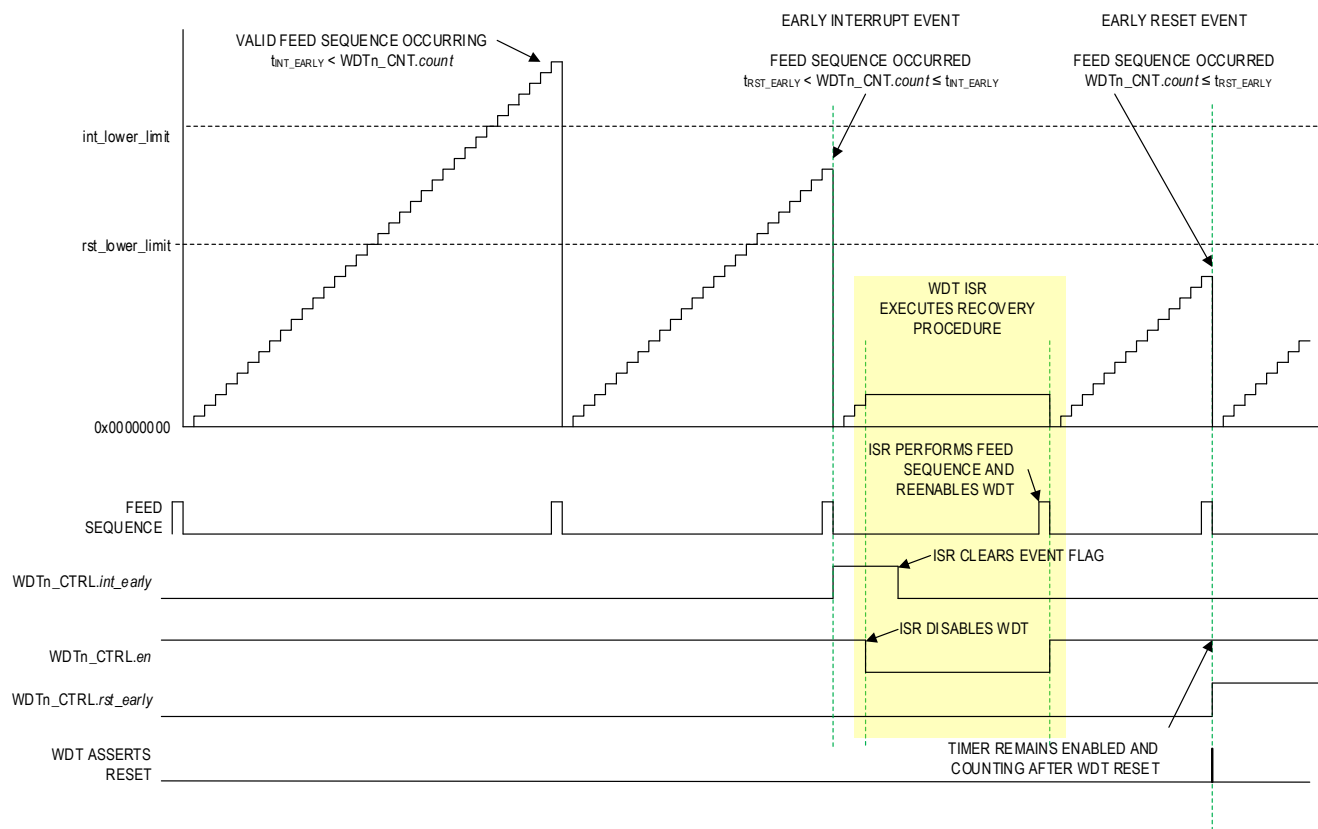 EARLY INTERRUPT EVENT
EARLY RESET EVENT
VALID FEED SEQUENCE OCCURRING
tINT_EARLY < WDTn_CNT.count
FEED SEQUENCE OCCURRED
tRST_EARLY < WDTn_CNT.count ≤ tINT_EARLY
FEED SEQUENCE OCCURRED
WDTn_CNT.count ≤ tRST_EARLY
int_lower_limit
rst_lower_limit
WDT ISR
EXECUTES RECOVERY
PROCEDURE
0x00000000
ISR PERFORMS FEED
SEQUENCE AND
REENABLES WDT
FEED
SEQUENCE
ISR CLEARS EVENT FLAG
WDTn_CTRL.int_early
ISR DISABLES WDT
WDTn_CTRL.en
WDTn_CTRL.rst_early
TIMER REMAINS ENABLED AND
COUNTING AFTER WDT RESET
WDT ASSERTS
RESET